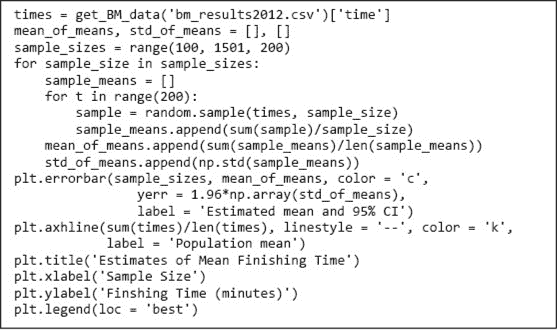 times = get_BM_data('bm_results2012.csv')['time']
mean_of_means, std_of_means = [], []
sample_sizes = range(100, 1501, 200)
for sample_size in sample_sizes:
    sample_means = []
    for t in range(200):
        sample = random.sample(times, sample_size)
        sample_means.append(sum(sample)/sample_size)
    mean_of_means.append(sum(sample_means)/len(sample_means))
    std_of_means.append(np.std(sample_means))
plt.errorbar(sample_sizes, mean_of_means, color = 'c',
             yerr = 1.96*np.array(std_of_means),
             label = 'Estimated mean and 95% CI')
plt.axhline(sum(times)/len(times), linestyle = '--', color = 'k',
            label = 'Population mean')
plt.title('Estimates of Mean Finishing Time')
plt.xlabel('Sample Size')
plt.ylabel('Finshing Time (minutes)')
plt.legend(loc = 'best')